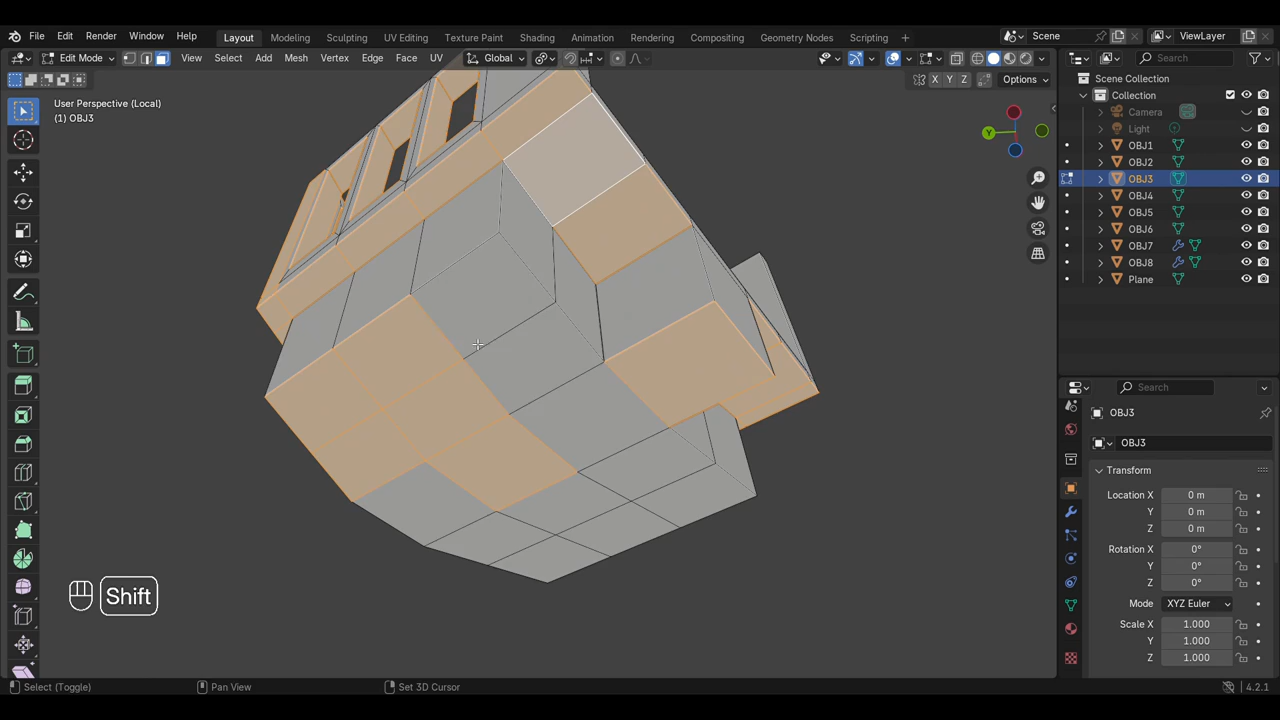 File Edit Render Window Help Layout Modeling Sculpting UV Editing Texture Paint Shading Animation Rendering Compositing Geometry Nodes Scripting Scene ViewLayer
Edit Mode View Select Add Mesh Vertex Edge Face UV Global Search
X Y Z Options
User Perspective (Local)
(1) OBJ3
Y
Scene Collection
Collection
Camera
Light
OBJ1
OBJ2
OBJ3
OBJ4
OBJ5
OBJ6
OBJ7
OBJ8
Plane
Search
OBJ3
OBJ3
Transform
Location X 0 m
Y 0 m
Z 0 m
Rotation X 0°
Y 0°
Z 0°
Mode XYZ Euler
Scale X 1.000
Y 1.000
Z 1.000
Shift
Select (Toggle) Pan View Set 3D Cursor 4.2.1